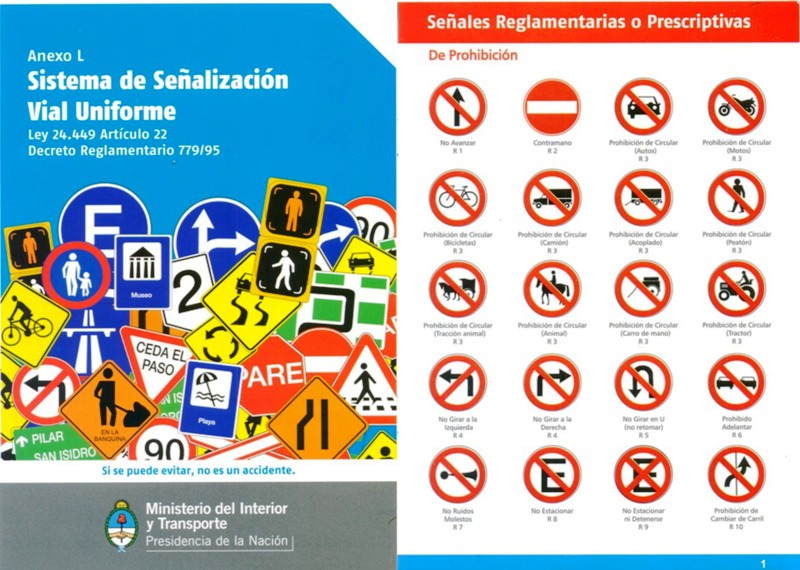 Anexo L
Sistema de Señalización
Vial Uniforme
Ley 24.449 Artículo 22
Decreto Reglamentario 779/95
E
90
Museo
2
CEDA EL
PASO
PARE
SAN ISIDRO
EN LA
BANQUINA
Playa
PILAR
SAN ISIDRO
90
Si se puede evitar, no es un accidente.
Ministerio del Interior
y Transporte
Presidencia de la Nación
Señales Reglamentarias o Prescriptivas
De Prohibición
No Avanzar
R 1
Contramano
R 2
Prohibición de Circular
(Autos)
R 3
Prohibición de Circular
(Motos)
R 3
Prohibición de Circular
(Bicicletas)
R 3
Prohibición de Circular
(Camión)
R 3
Prohibición de Circular
(Acoplado)
R 3
Prohibición de Circular
(Peatón)
R 3
Prohibición de Circular
(Tracción animal)
R 3
Prohibición de Circular
(Animal)
R 3
Prohibición de Circular
(Carro de mano)
R 3
Prohibición de Circular
(Tractor)
R 3
No Girar a la
Izquierda
R 4
No Girar a la
Derecha
R 4
No Girar en U
(no retomar)
R 5
Prohibido
Adelantar
R 6
E
E
No Ruidos
Molestos
R 7
No Estacionar
R 8
No Estacionar
ni Detenerse
R 9
Prohibición de
Cambiar de Carril
R 10
1